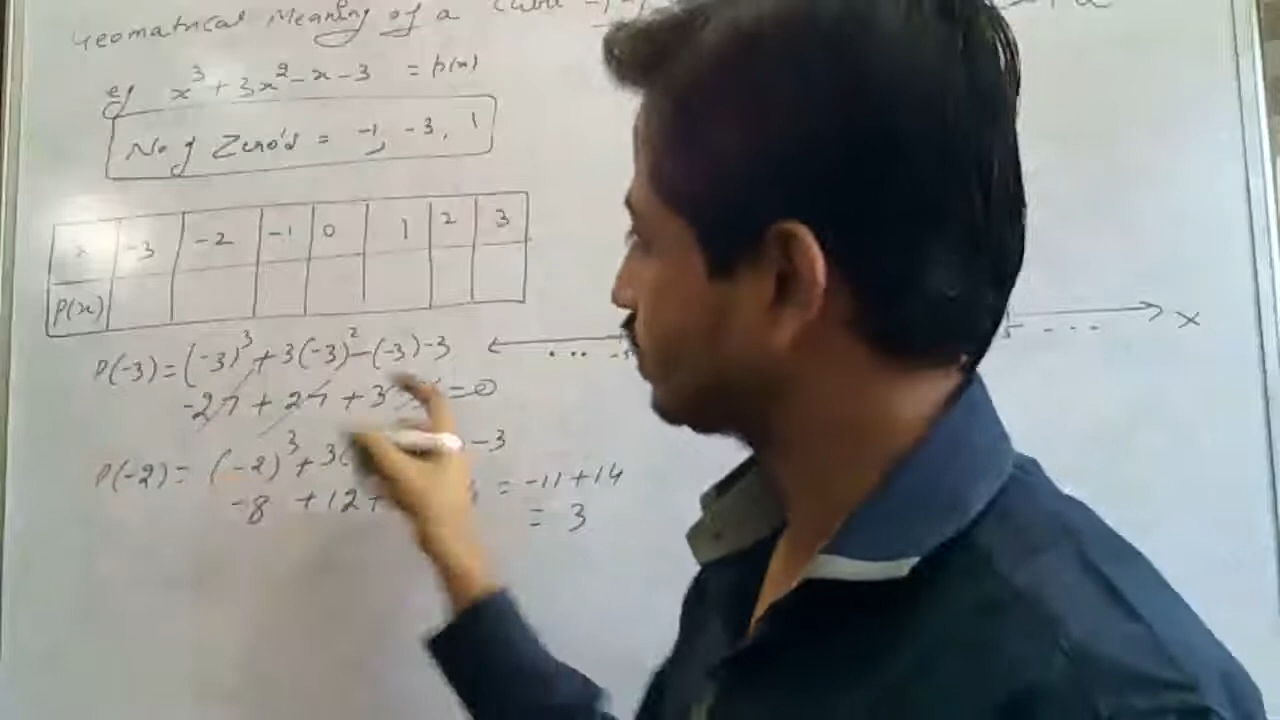 Geomatrical Meaning of a
eg x³ + 3x² - x - 3 = p(x)
No of Zero's = -1, -3, 1
x -3 -2 -1 0 1 2 3
P(x)
P(-3) = (-3)³ + 3(-3)² - (-3) - 3
-27 + 27 + 3 = 0
P(-2) = (-2)³ + 3( - 3
-8 + 12 + = -11 + 14
= 3
X